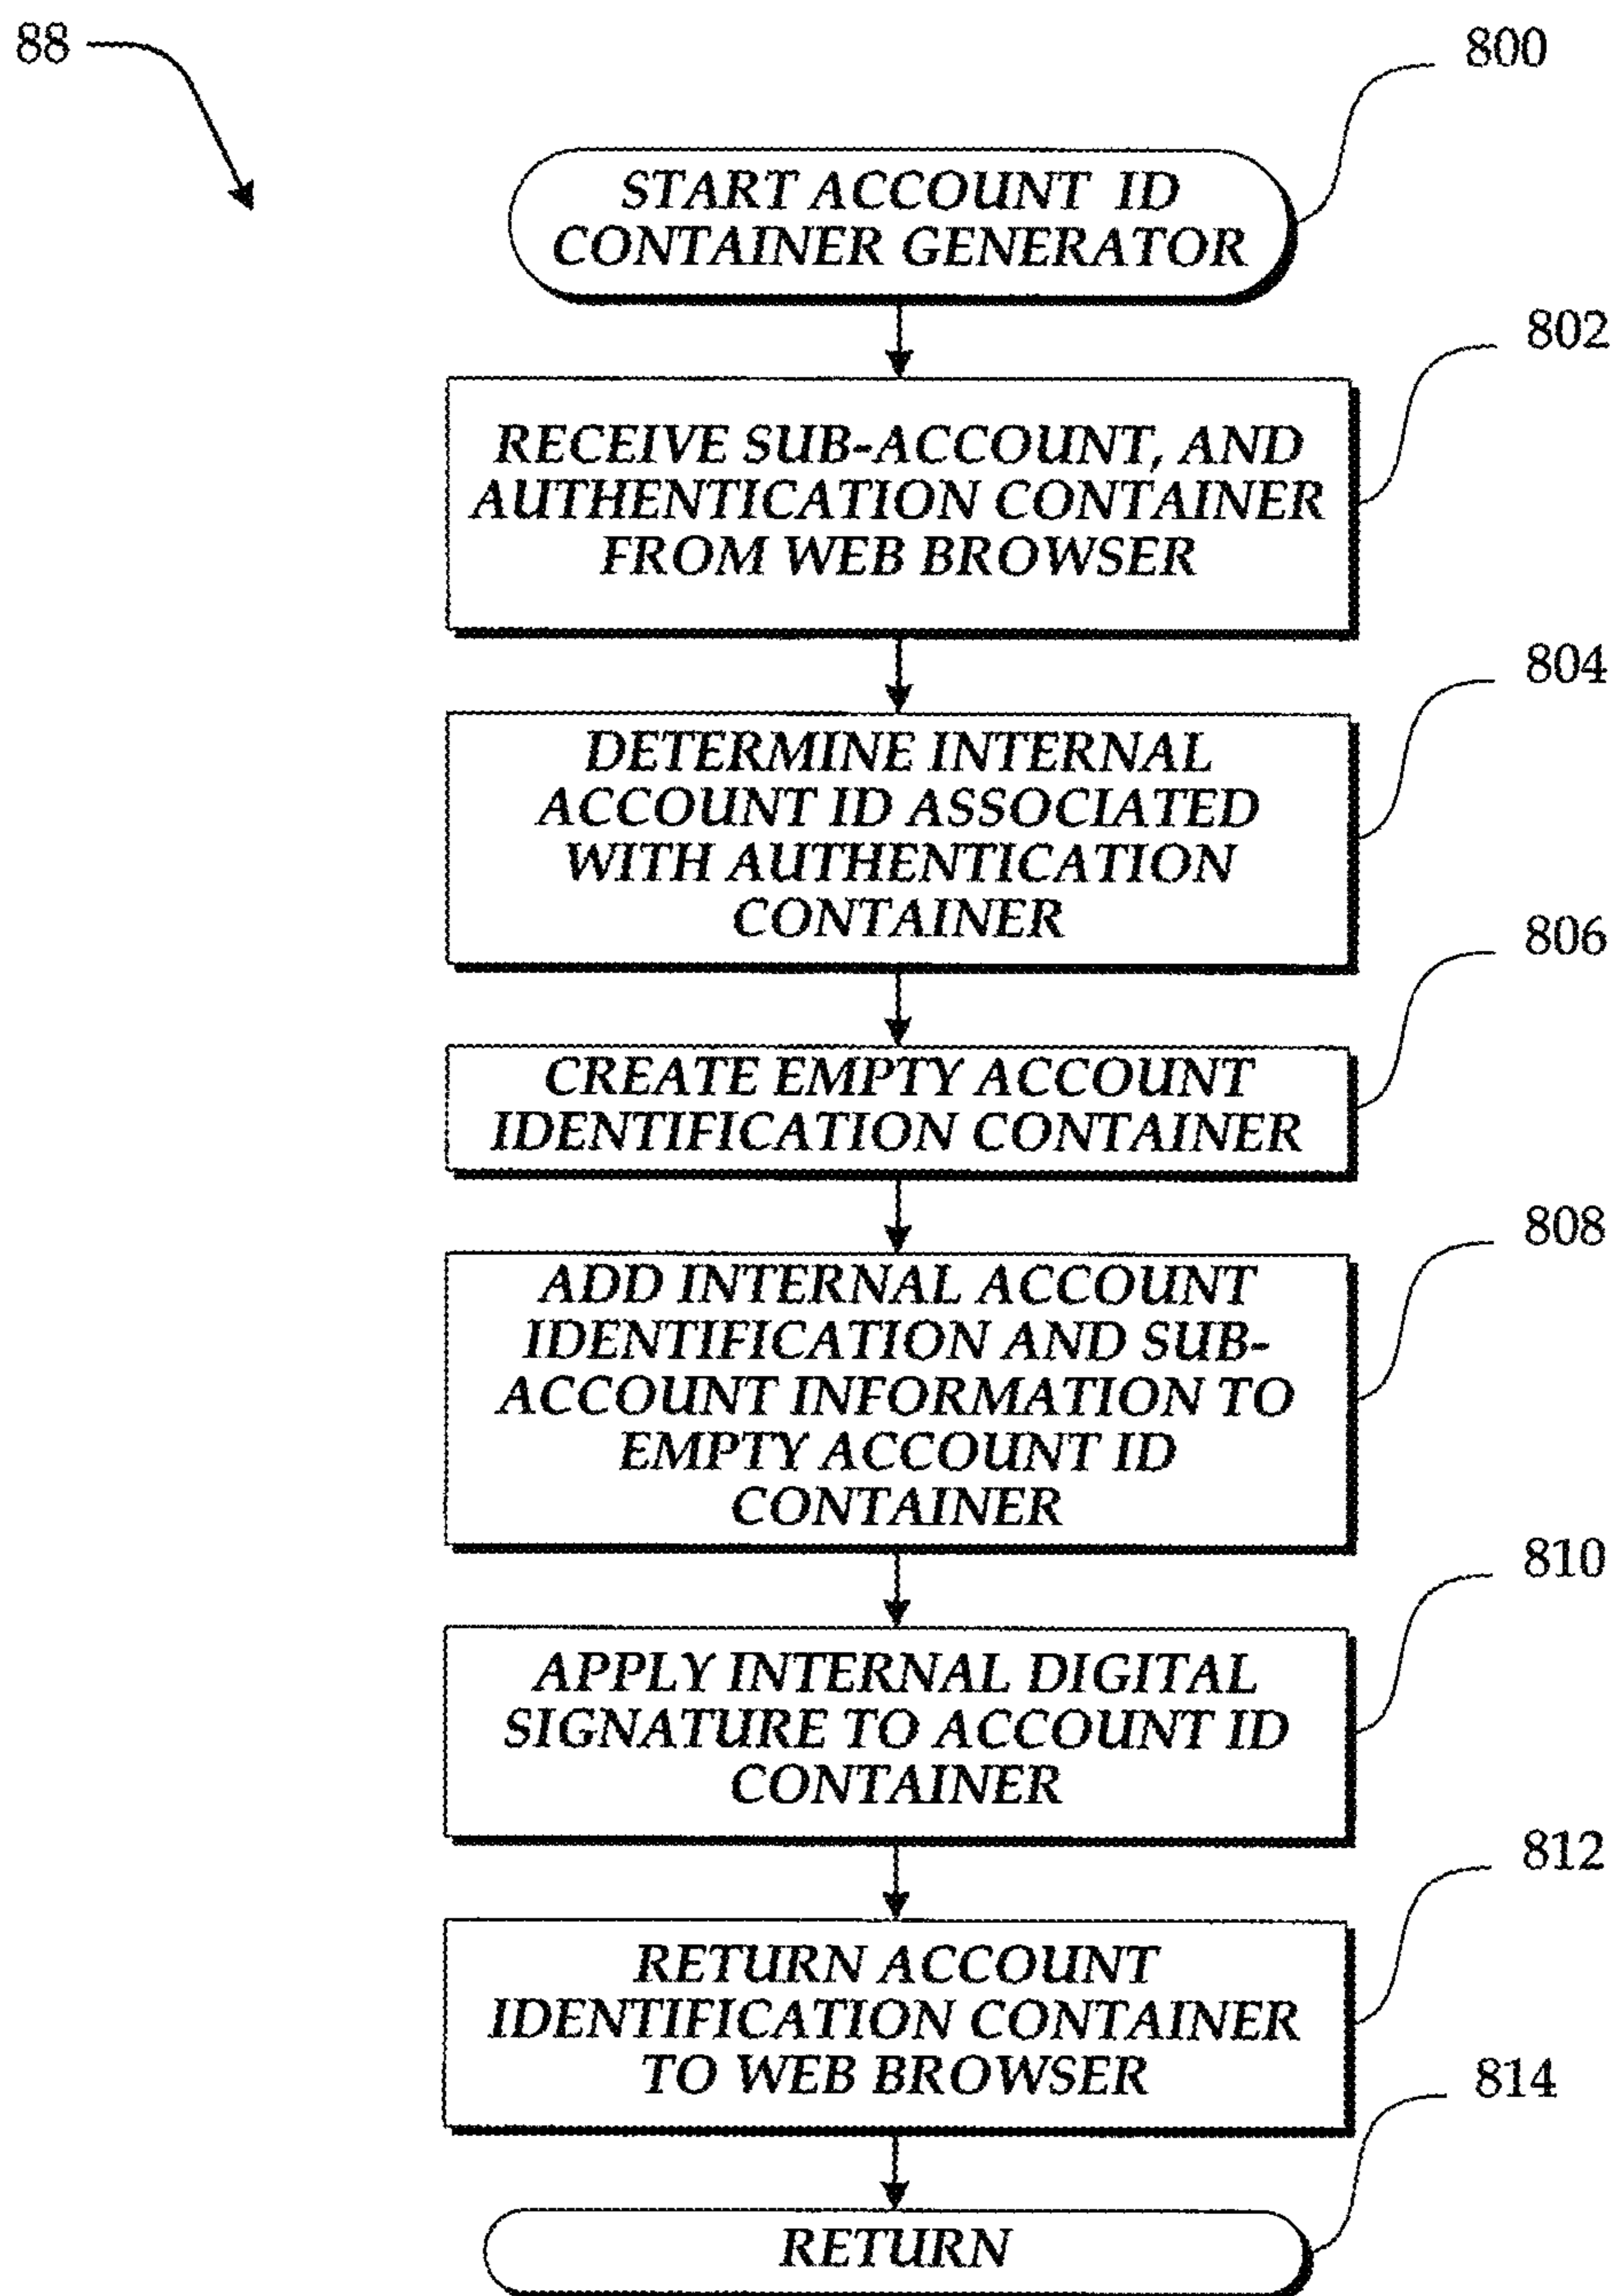 88
800
START ACCOUNT ID
CONTAINER GENERATOR
802
RECEIVE SUB-ACCOUNT, AND
AUTHENTICATION CONTAINER
FROM WEB BROWSER
804
DETERMINE INTERNAL
ACCOUNT ID ASSOCIATED
WITH AUTHENTICATION
CONTAINER
806
CREATE EMPTY ACCOUNT
IDENTIFICATION CONTAINER
808
ADD INTERNAL ACCOUNT
IDENTIFICATION AND SUB-
ACCOUNT INFORMATION TO
EMPTY ACCOUNT ID
CONTAINER
810
APPLY INTERNAL DIGITAL
SIGNATURE TO ACCOUNT ID
CONTAINER
812
RETURN ACCOUNT
IDENTIFICATION CONTAINER
TO WEB BROWSER
814
RETURN